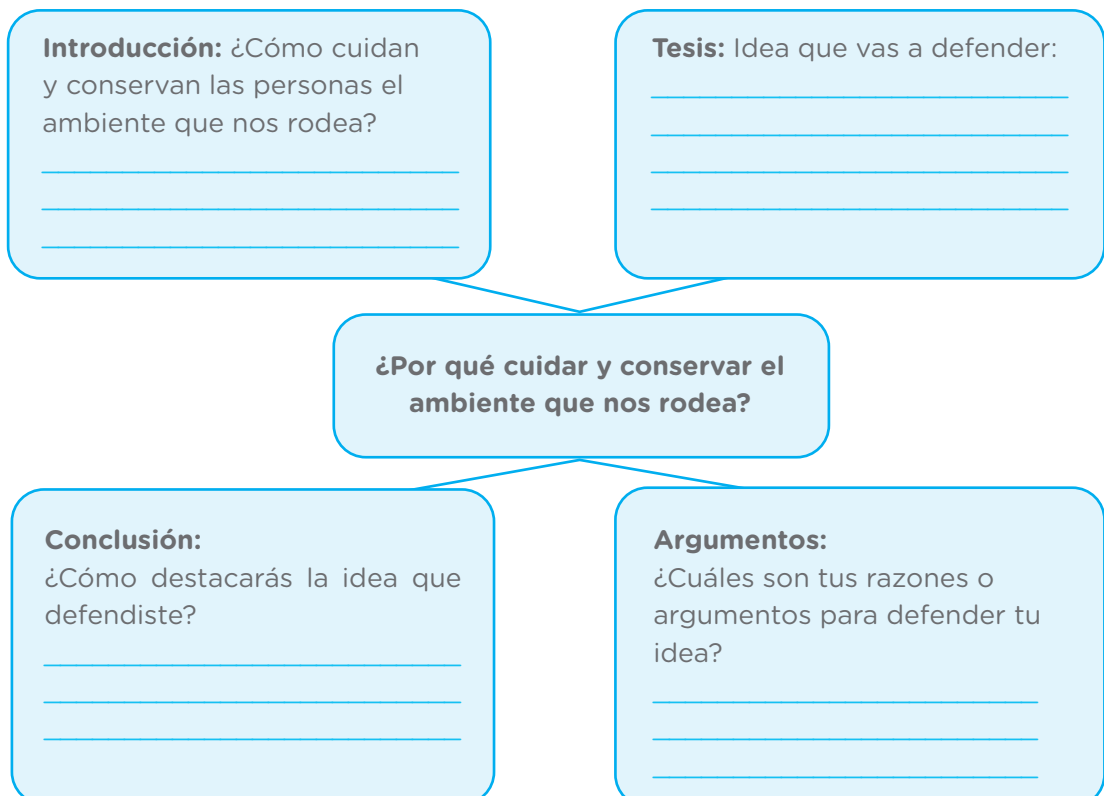 Introducción: ¿Cómo cuidan
y conservan las personas el
ambiente que nos rodea?
Tesis: Idea que vas a defender:
¿Por qué cuidar y conservar el
ambiente que nos rodea?
Conclusión:
¿Cómo destacarás la idea que
defendiste?
Argumentos:
¿Cuáles son tus razones o
argumentos para defender tu
idea?